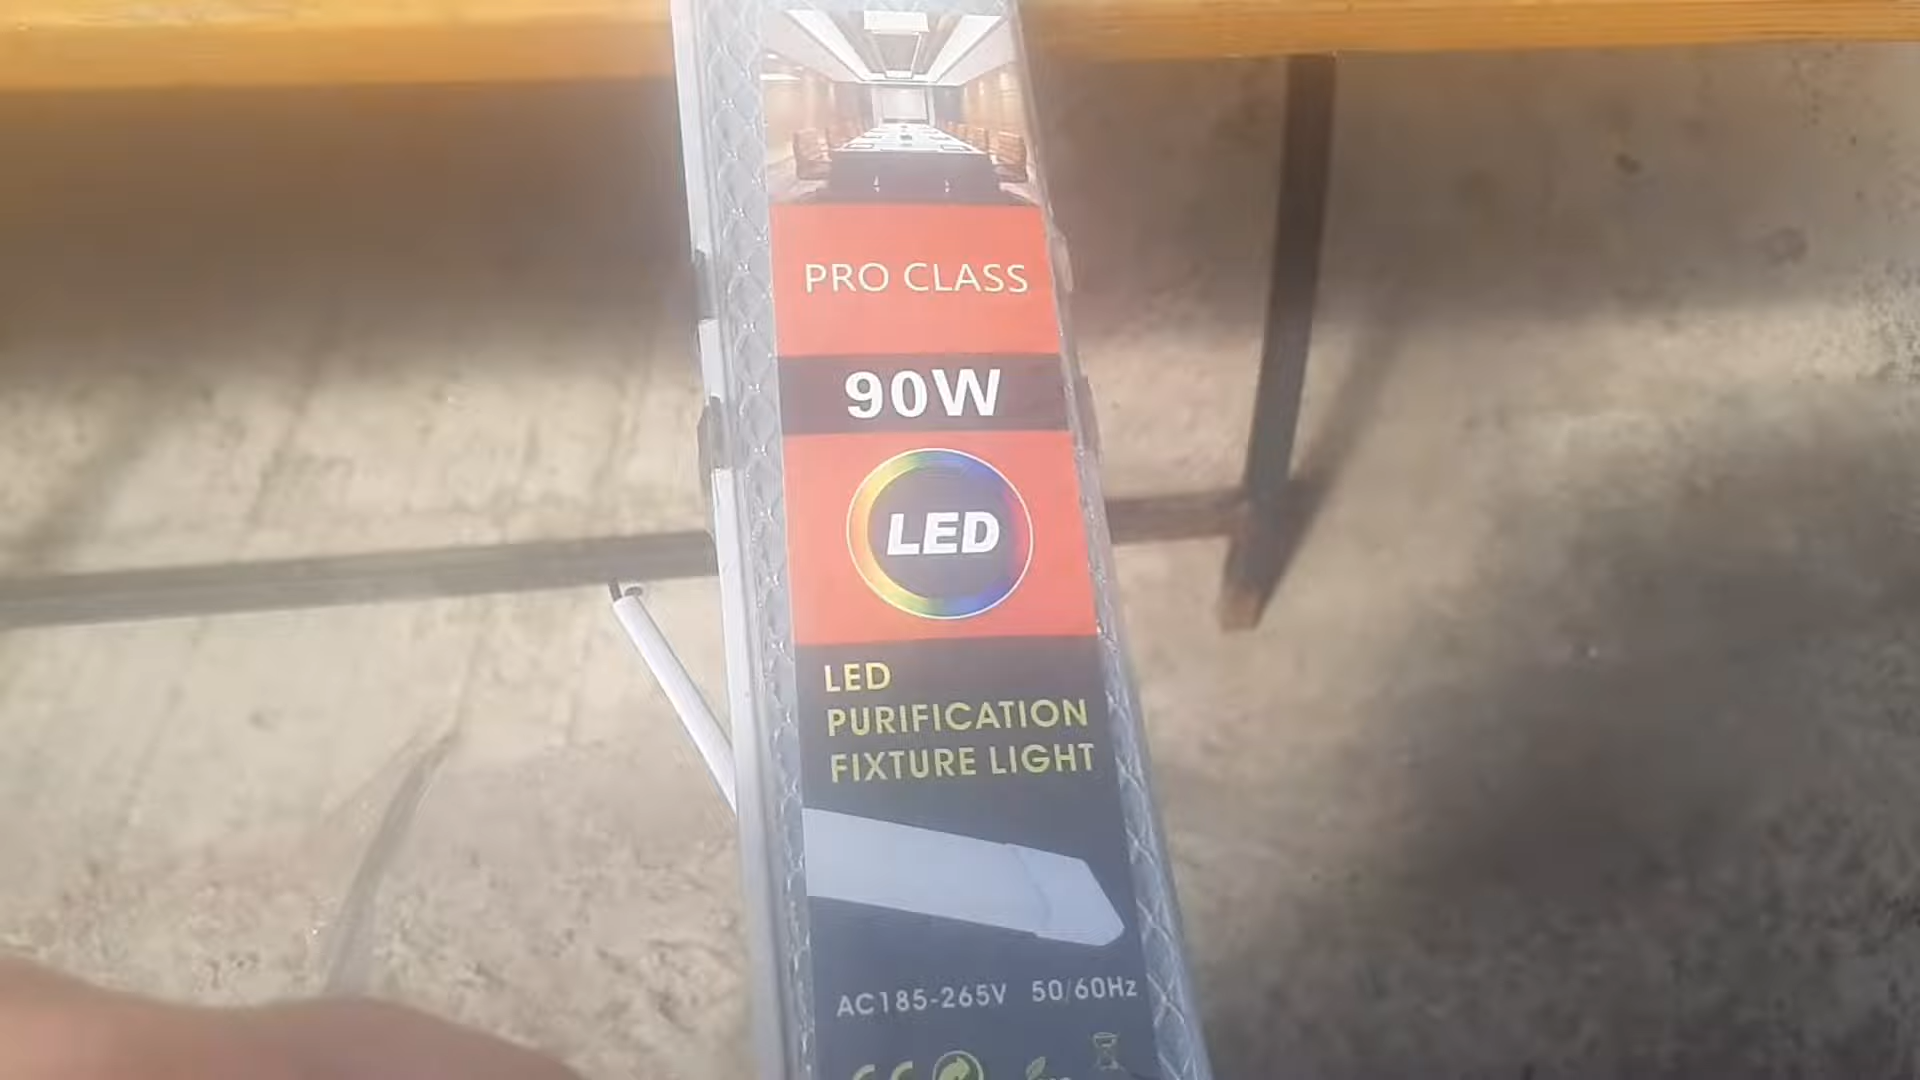 PRO CLASS
90W
LED
LED
PURIFICATION
FIXTURE LIGHT
AC185-265V 50/60Hz